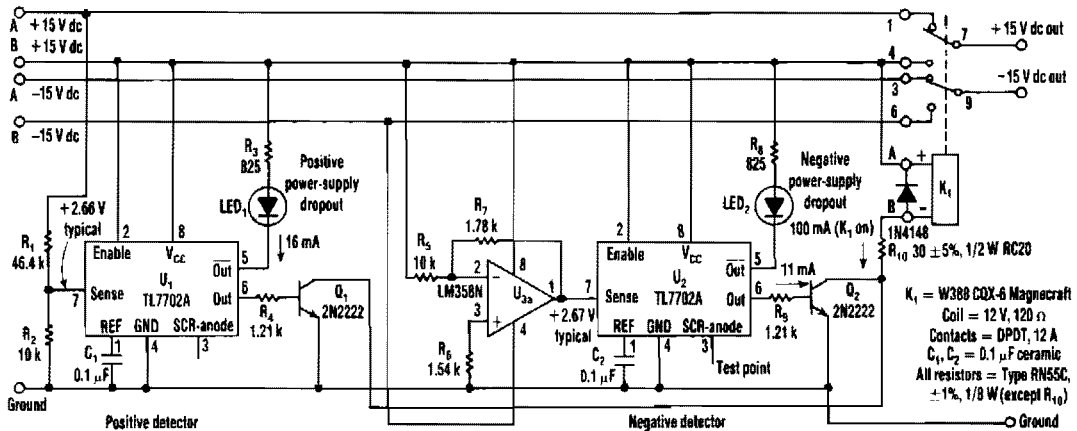 A +15 V dc
B +15 V dc
A −15 V dc
B −15 V dc
1
4
3
6
7
9
+15 V dc out
−15 V dc out
R3
825
LED1
Positive
power-supply
dropout
16 mA
+2.66 V
typical
R1
46.4 k
R2
10 k
2
8
Enable
VCC
U1
TL7702A
Sense
7
Out
5
Out
6
REF
GND
SCR-anode
1
4
3
C1
0.1 μF
R4
1.21 k
Q1
2N2222
R5
10 k
R7
1.78 k
LM358N
U3a
2
−
3
+
8
1
4
R6
1.54 k
+2.67 V
typical
7
R8
825
LED2
Negative
power-supply
dropout
100 mA (K1 on)
2
8
Enable
VCC
U2
TL7702A
Sense
Out
5
Out
6
REF
GND
SCR-anode
1
4
3
C2
0.1 μF
Test point
11 mA
R9
1.21 k
Q2
2N2222
A
+
B
−
K1
1N4148
R10 30 ±5%, 1/2 W RC20
K1 = W388 CQX-6 Magnecraft
Coil = 12 V, 120 Ω
Contacts = DPDT, 12 A
C1, C2 = 0.1 μF ceramic
All resistors = Type RN55C,
±1%, 1/8 W (except R10)
Ground
Positive detector
Negative detector
Ground